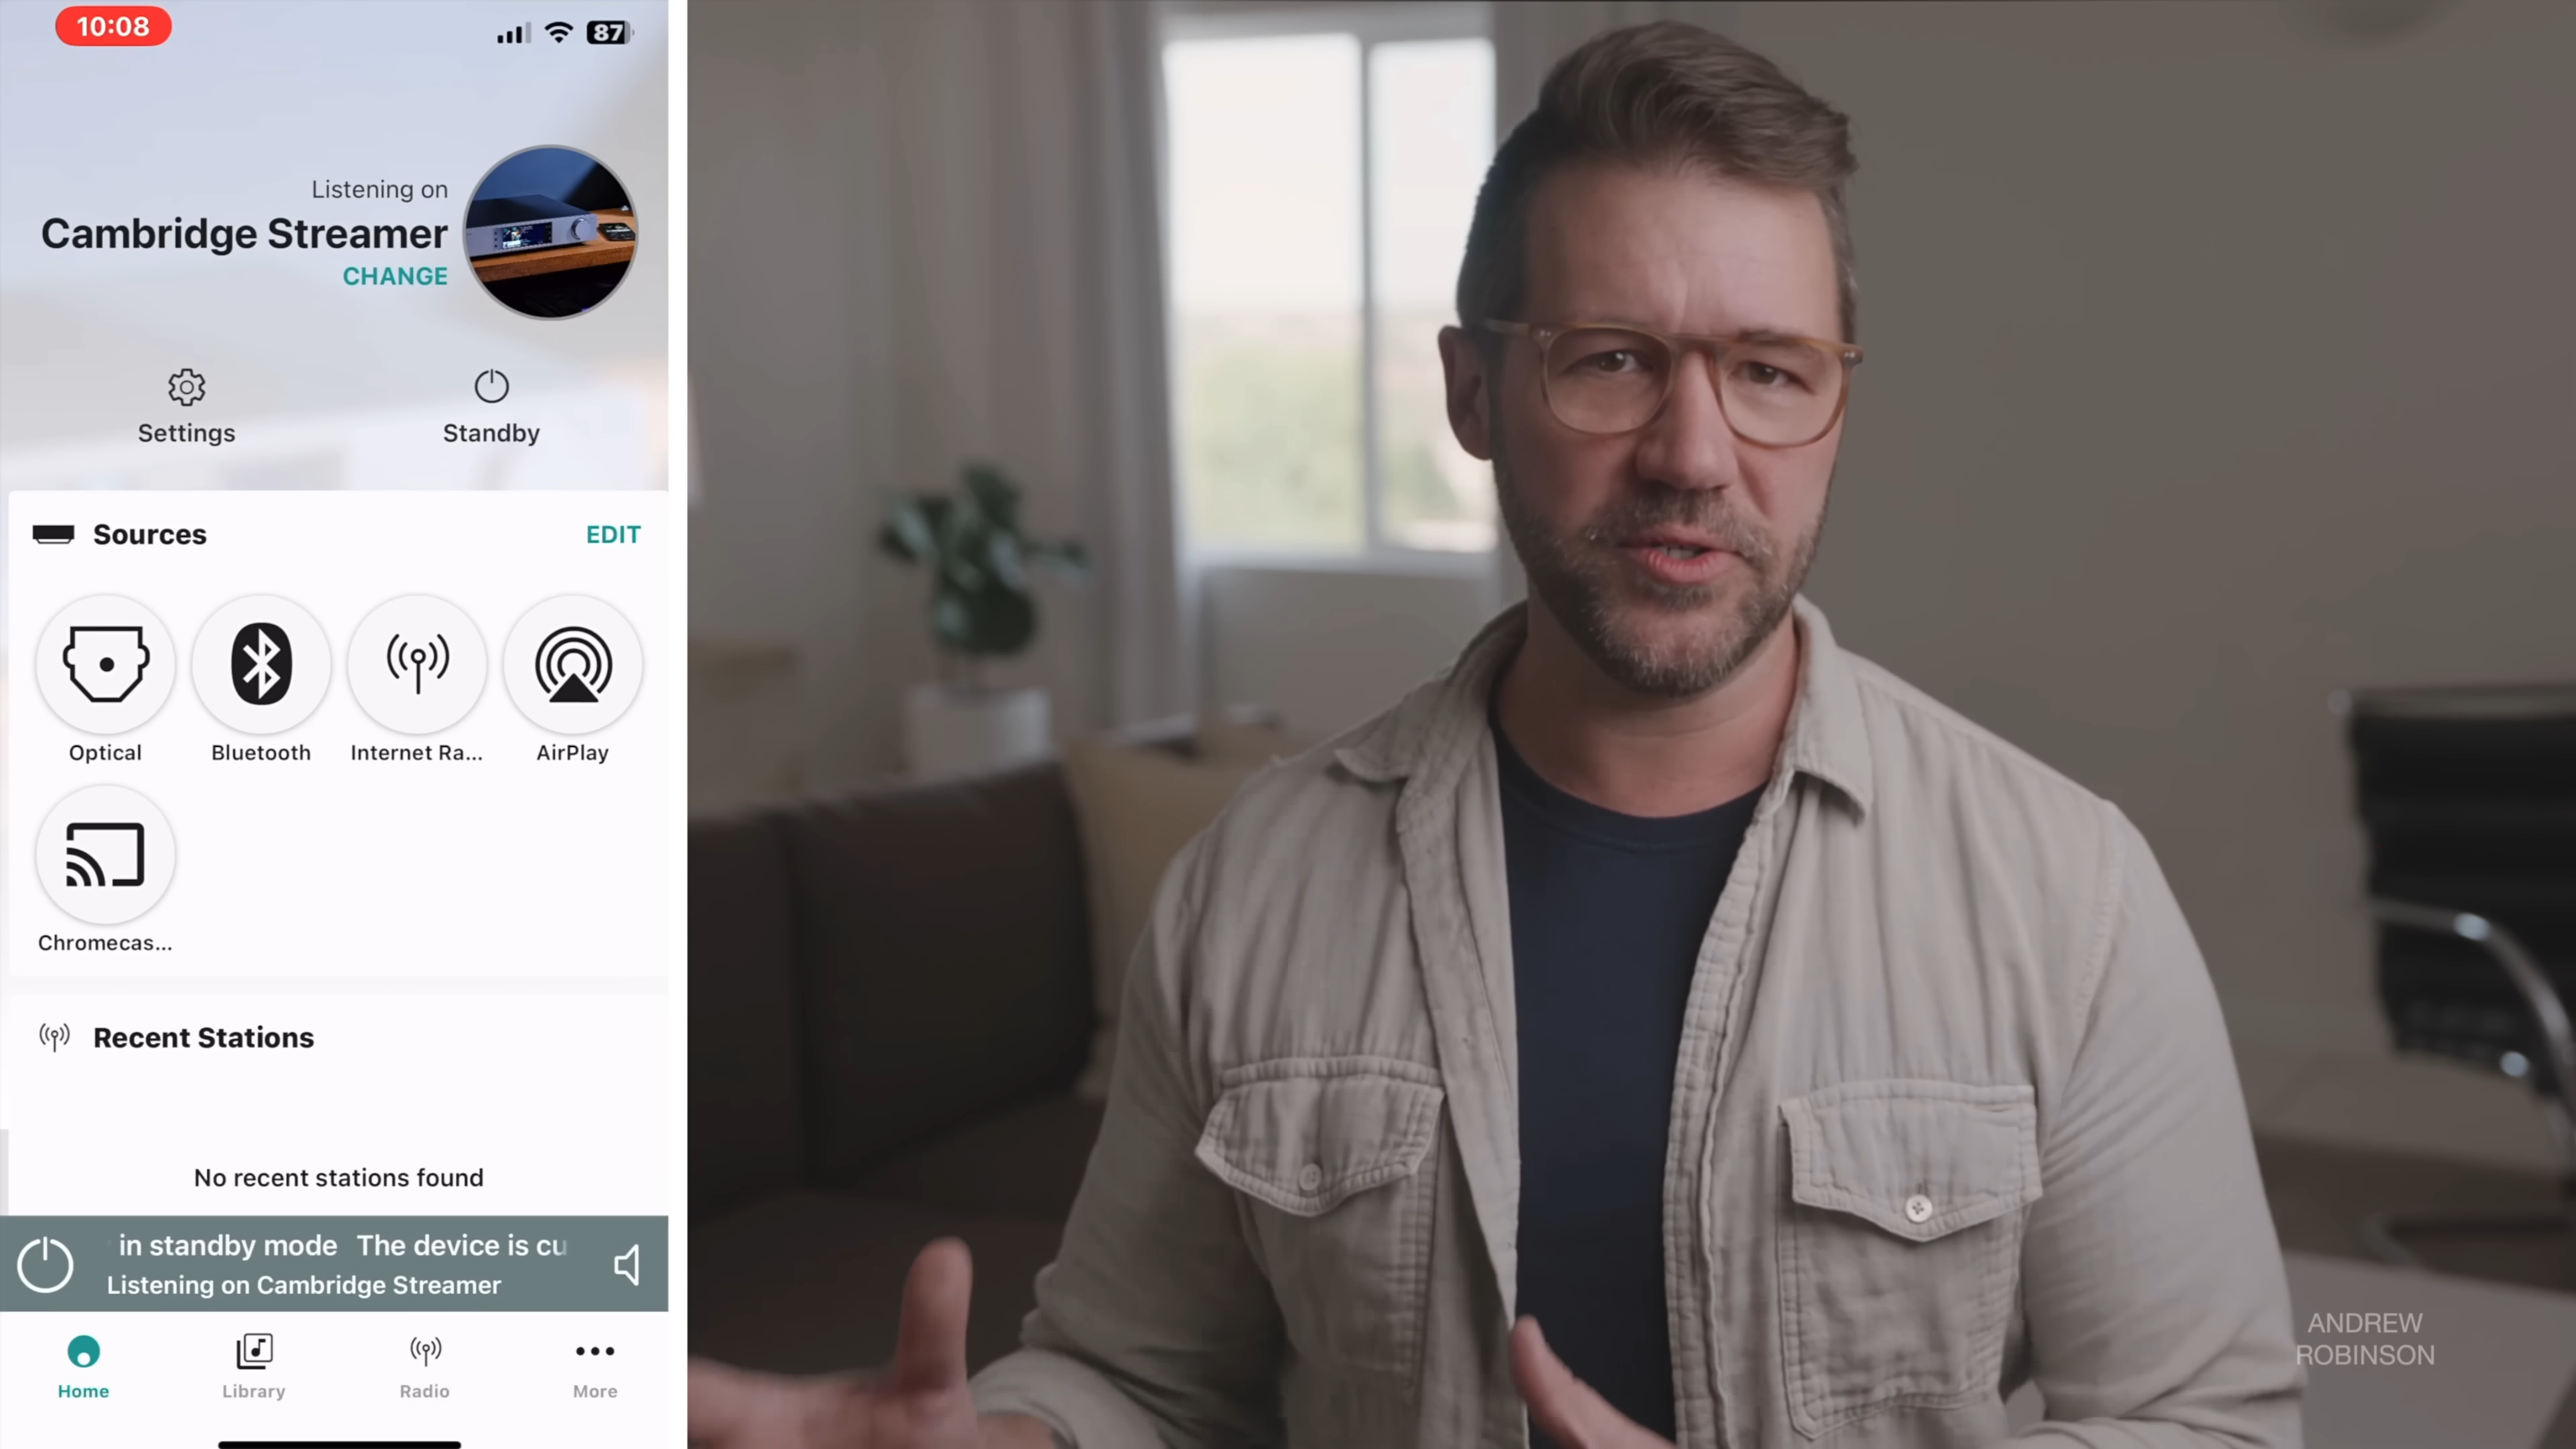 10:08
87
Listening on
Cambridge Streamer
CHANGE
Settings
Standby
Sources
EDIT
Optical
Bluetooth
Internet Ra...
AirPlay
Chromecas...
Recent Stations
No recent stations found
in standby mode The device is cu
Listening on Cambridge Streamer
Home
Library
Radio
More
ANDREW
ROBINSON